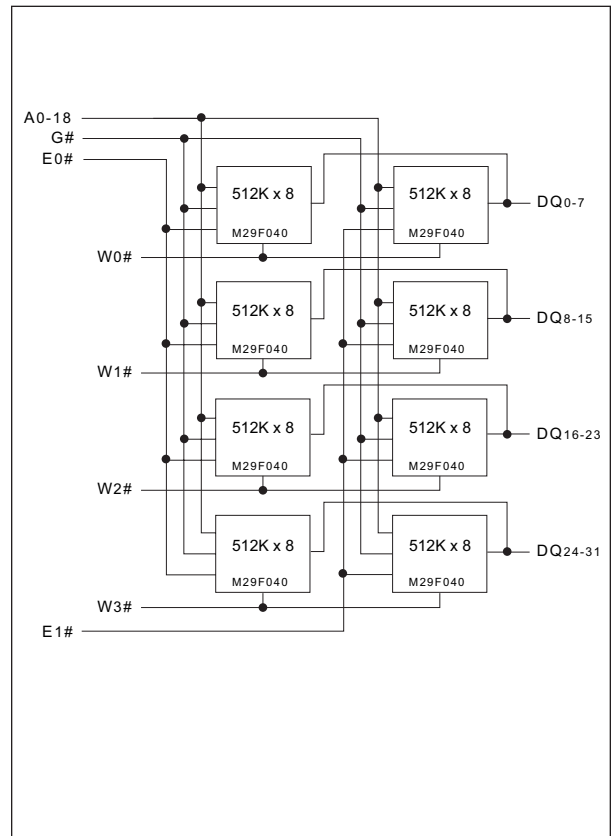 A0-18
G#
E0#
512K x 8
M29F040
512K x 8
M29F040
DQ0-7
W0#
512K x 8
M29F040
512K x 8
M29F040
DQ8-15
W1#
512K x 8
M29F040
512K x 8
M29F040
DQ16-23
W2#
512K x 8
M29F040
512K x 8
M29F040
DQ24-31
W3#
E1#